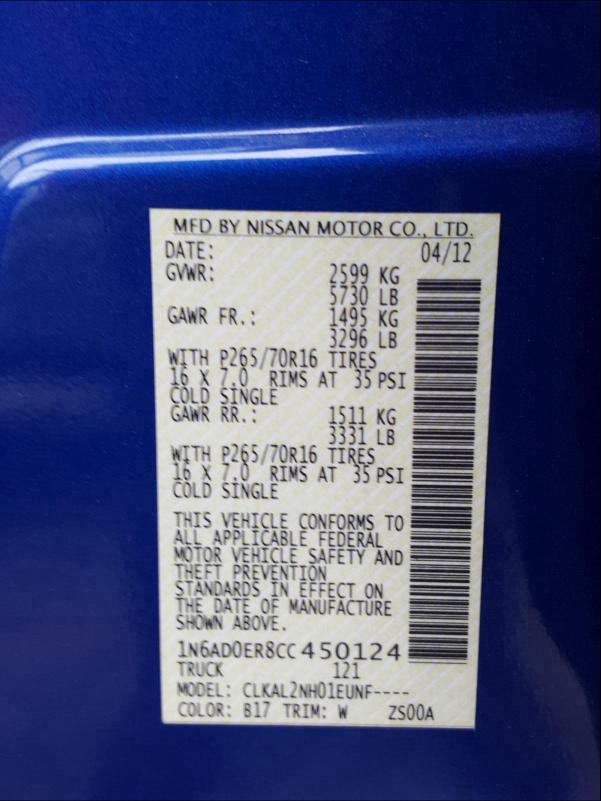 MFD BY NISSAN MOTOR CO., LTD.
DATE: 04/12
GVWR: 2599 KG
5730 LB
GAWR FR.: 1495 KG
3296 LB
WITH P265/70R16 TIRES
16 X 7.0 RIMS AT 35 PSI
COLD SINGLE
GAWR RR.: 1511 KG
3331 LB
WITH P265/70R16 TIRES
16 X 7.0 RIMS AT 35 PSI
COLD SINGLE
THIS VEHICLE CONFORMS TO
ALL APPLICABLE FEDERAL
MOTOR VEHICLE SAFETY AND
THEFT PREVENTION
STANDARDS IN EFFECT ON
THE DATE OF MANUFACTURE
SHOWN ABOVE.
1N6AD0ER8CC450124
TRUCK 121
MODEL: CLKAL2NH01EUNF----
COLOR: B17 TRIM: W ZS00A